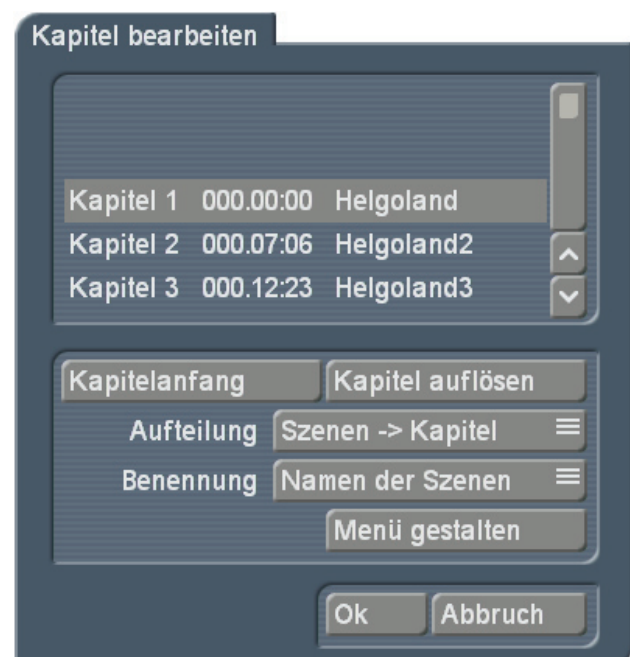 Kapitel bearbeiten
Kapitel 1 000.00:00 Helgoland
Kapitel 2 000.07:06 Helgoland2
Kapitel 3 000.12:23 Helgoland3
Kapitelanfang Kapitel auflösen
Aufteilung Szenen -> Kapitel
Benennung Namen der Szenen
Menü gestalten
Ok Abbruch